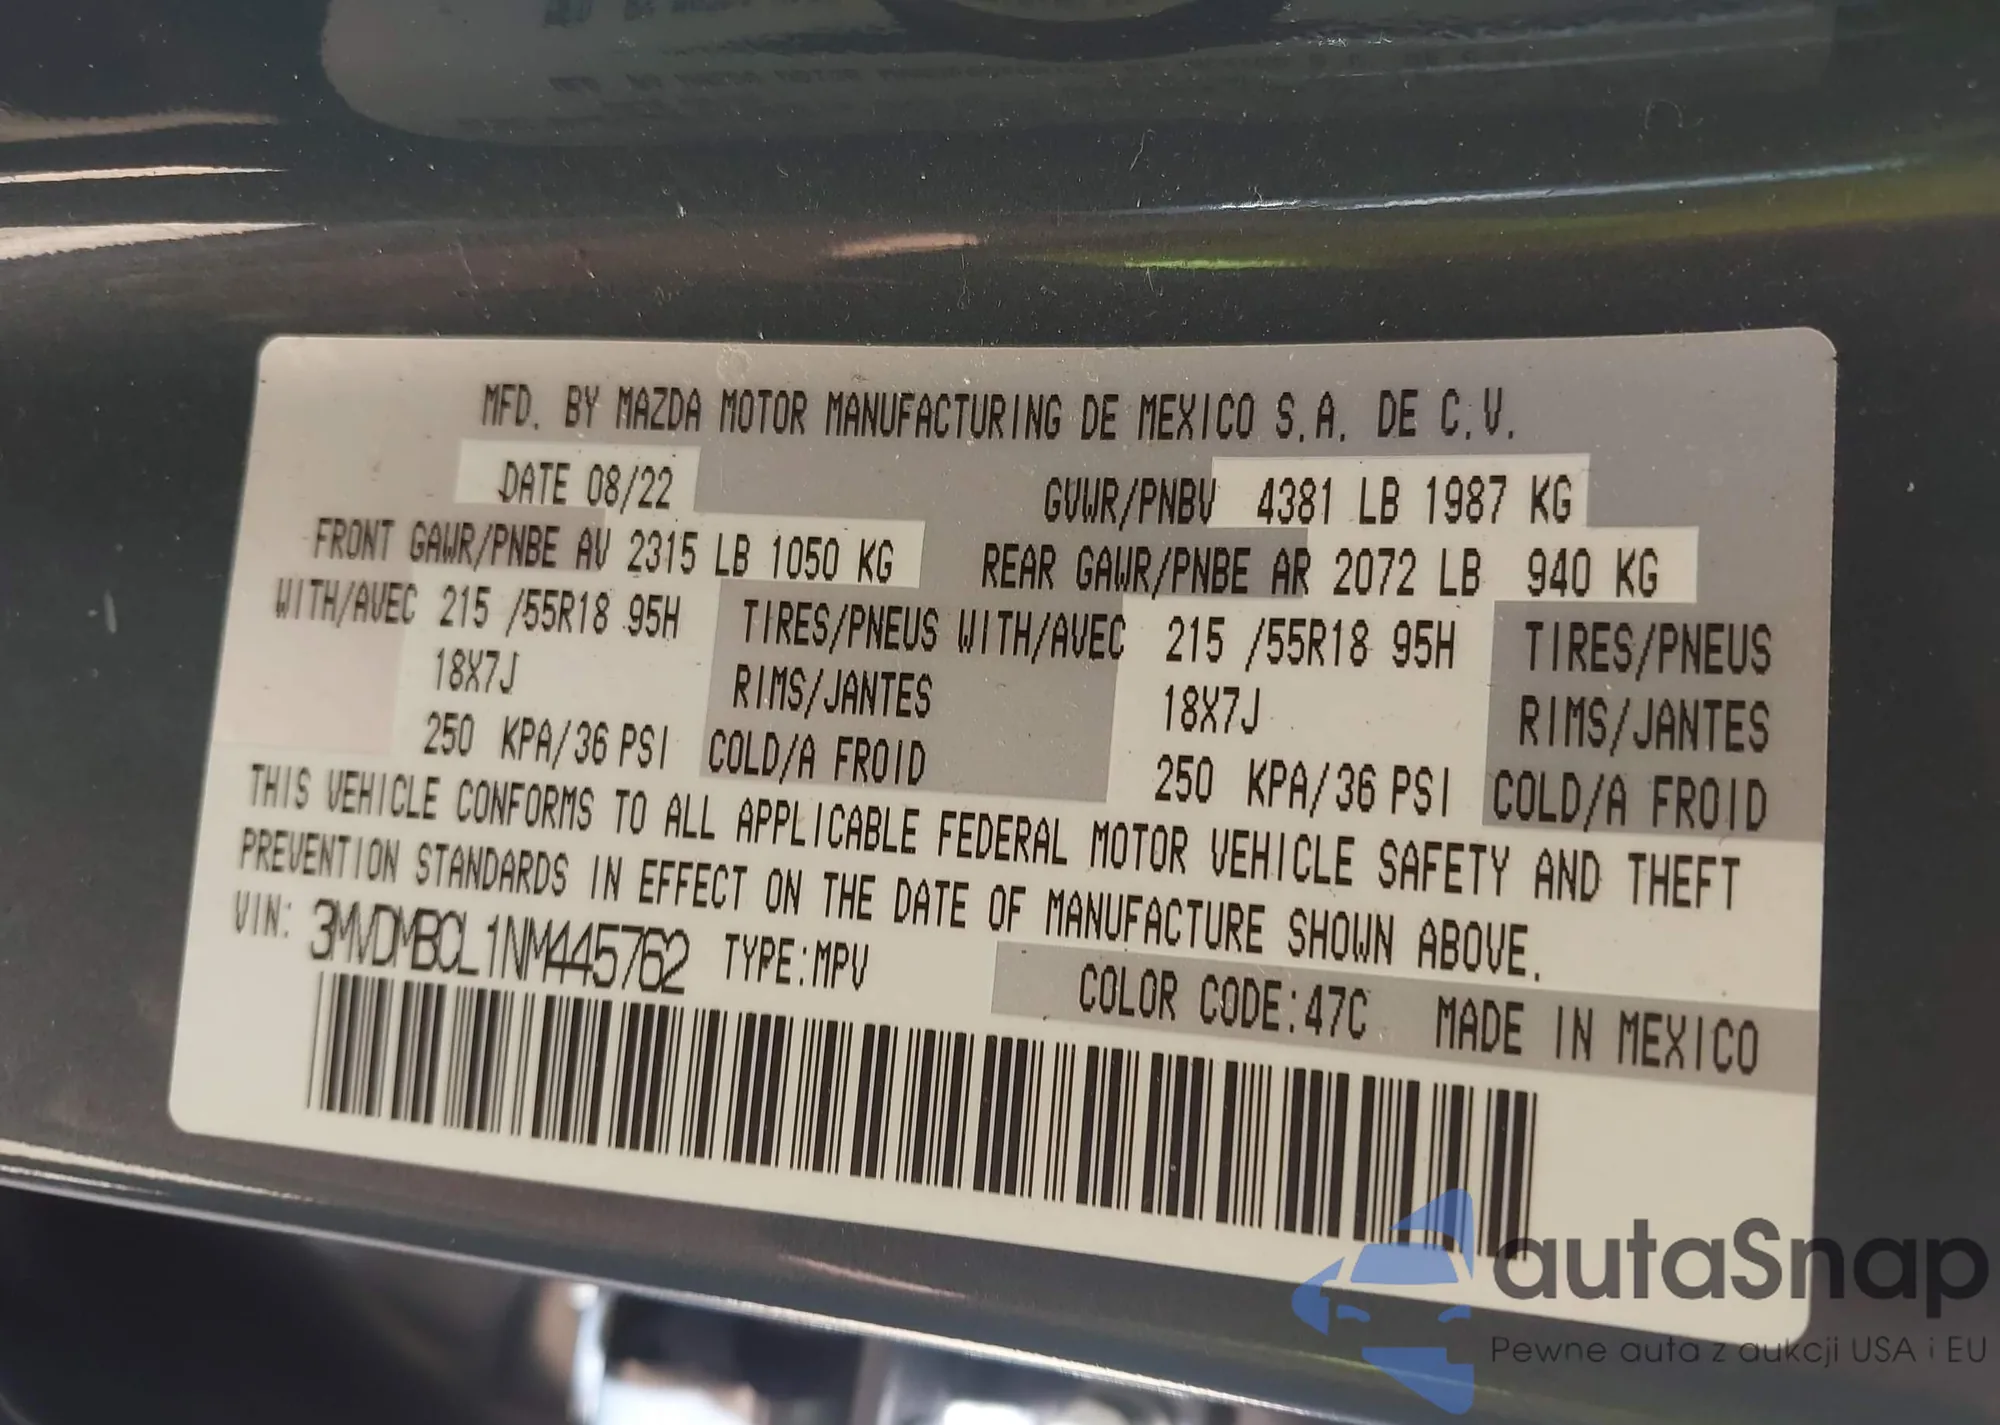 MFD. BY MAZDA MOTOR MANUFACTURING DE MEXICO S.A. DE C.V.
DATE 08/22 GVWR/PNBV 4381 LB 1987 KG
FRONT GAWR/PNBE AV 2315 LB 1050 KG REAR GAWR/PNBE AR 2072 LB 940 KG
WITH/AVEC 215 /55R18 95H TIRES/PNEUS WITH/AVEC 215 /55R18 95H TIRES/PNEUS
18X7J RIMS/JANTES 18X7J RIMS/JANTES
250 KPA/36 PSI COLD/A FROID 250 KPA/36 PSI COLD/A FROID
THIS VEHICLE CONFORMS TO ALL APPLICABLE FEDERAL MOTOR VEHICLE SAFETY AND THEFT
PREVENTION STANDARDS IN EFFECT ON THE DATE OF MANUFACTURE SHOWN ABOVE.
VIN: 3MVDMBCL1NM445762 TYPE:MPV
COLOR CODE:47C MADE IN MEXICO
autaSnap
Pewne auta z aukcji USA i EU